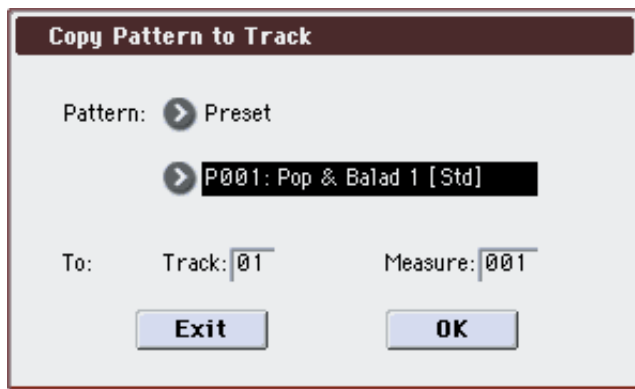 Copy Pattern to Track
Pattern: Preset
P001: Pop & Balad 1 [Std]
To: Track: 01 Measure: 001
Exit OK